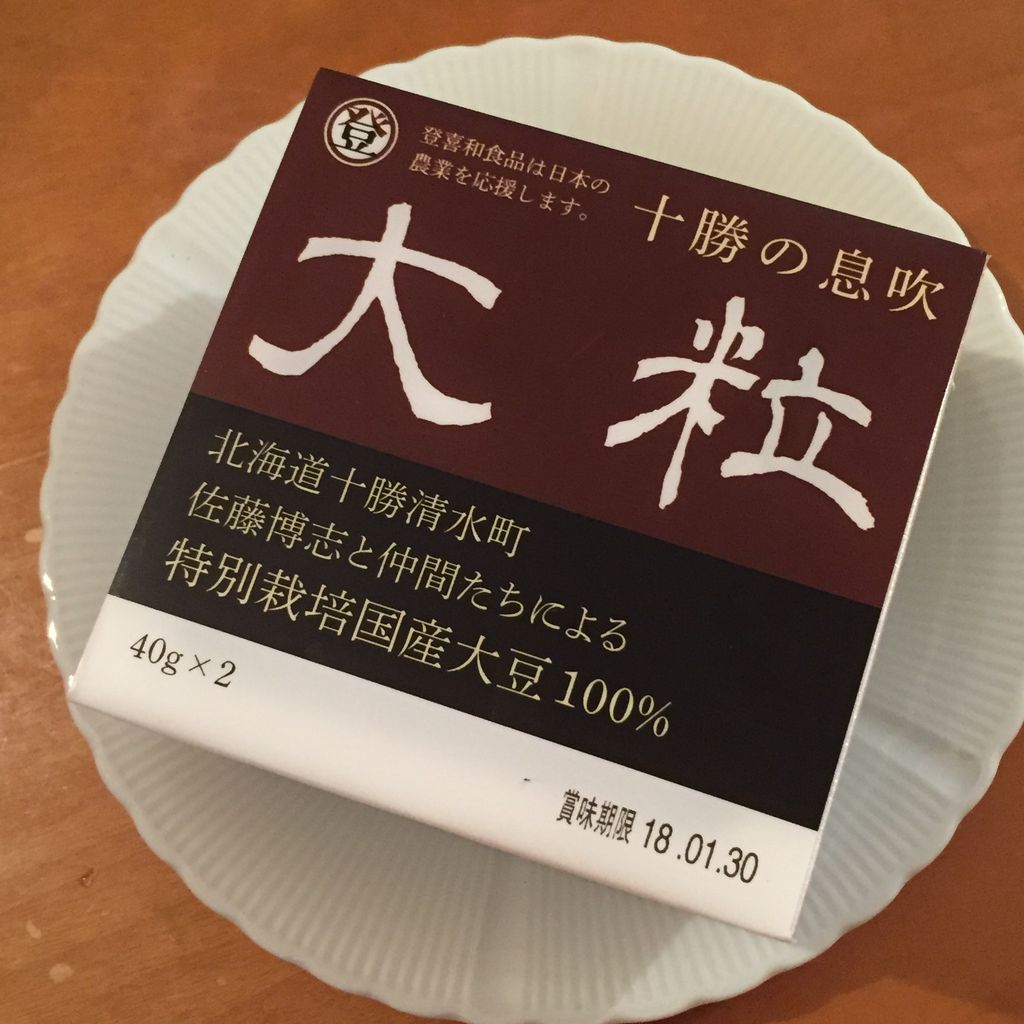 登
登喜和食品は日本の
農業を応援します。
十勝の息吹
大粒
北海道十勝清水町
佐藤博志と仲間たちによる
特別栽培国産大豆100%
40g×2
賞味期限 18.01.30